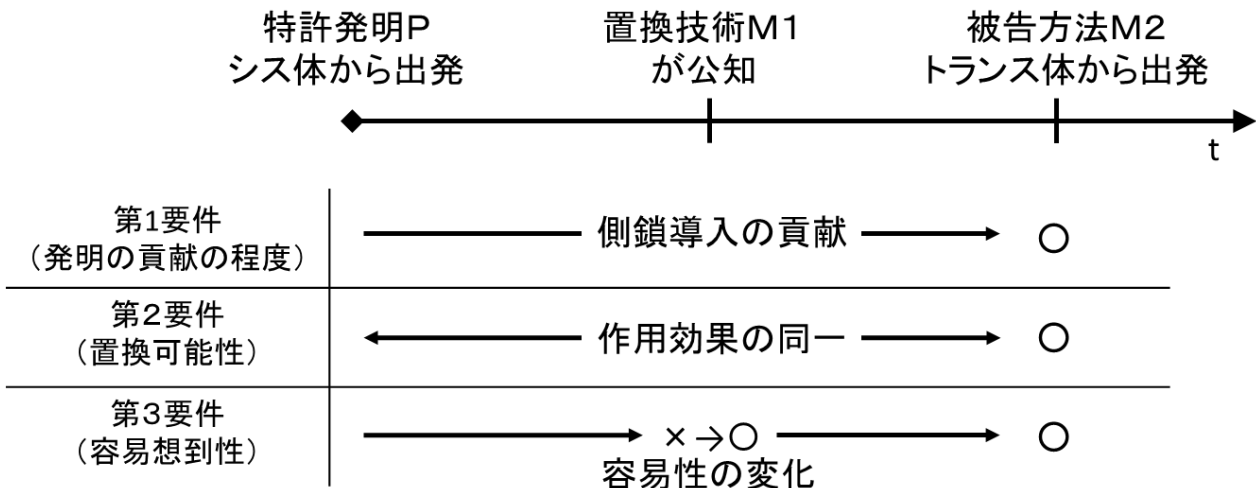 特許発明P
シス体から出発
置換技術M1
が公知
被告方法M2
トランス体から出発
t
第1要件
（発明の貢献の程度）
側鎖導入の貢献
○
第２要件
（置換可能性）
作用効果の同一
○
第３要件
（容易想到性）
×→○
容易性の変化
○